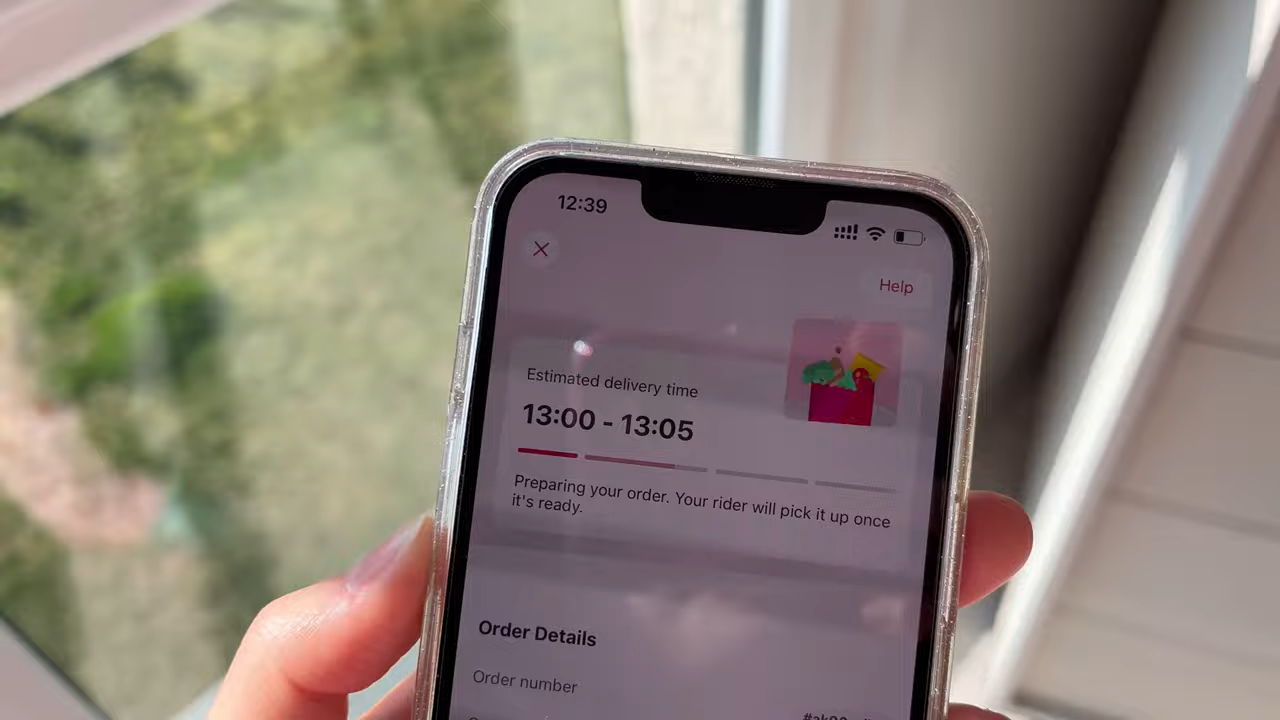 12:39
Help
Estimated delivery time
13:00 - 13:05
Preparing your order. Your rider will pick it up once
it's ready.
Order Details
Order number